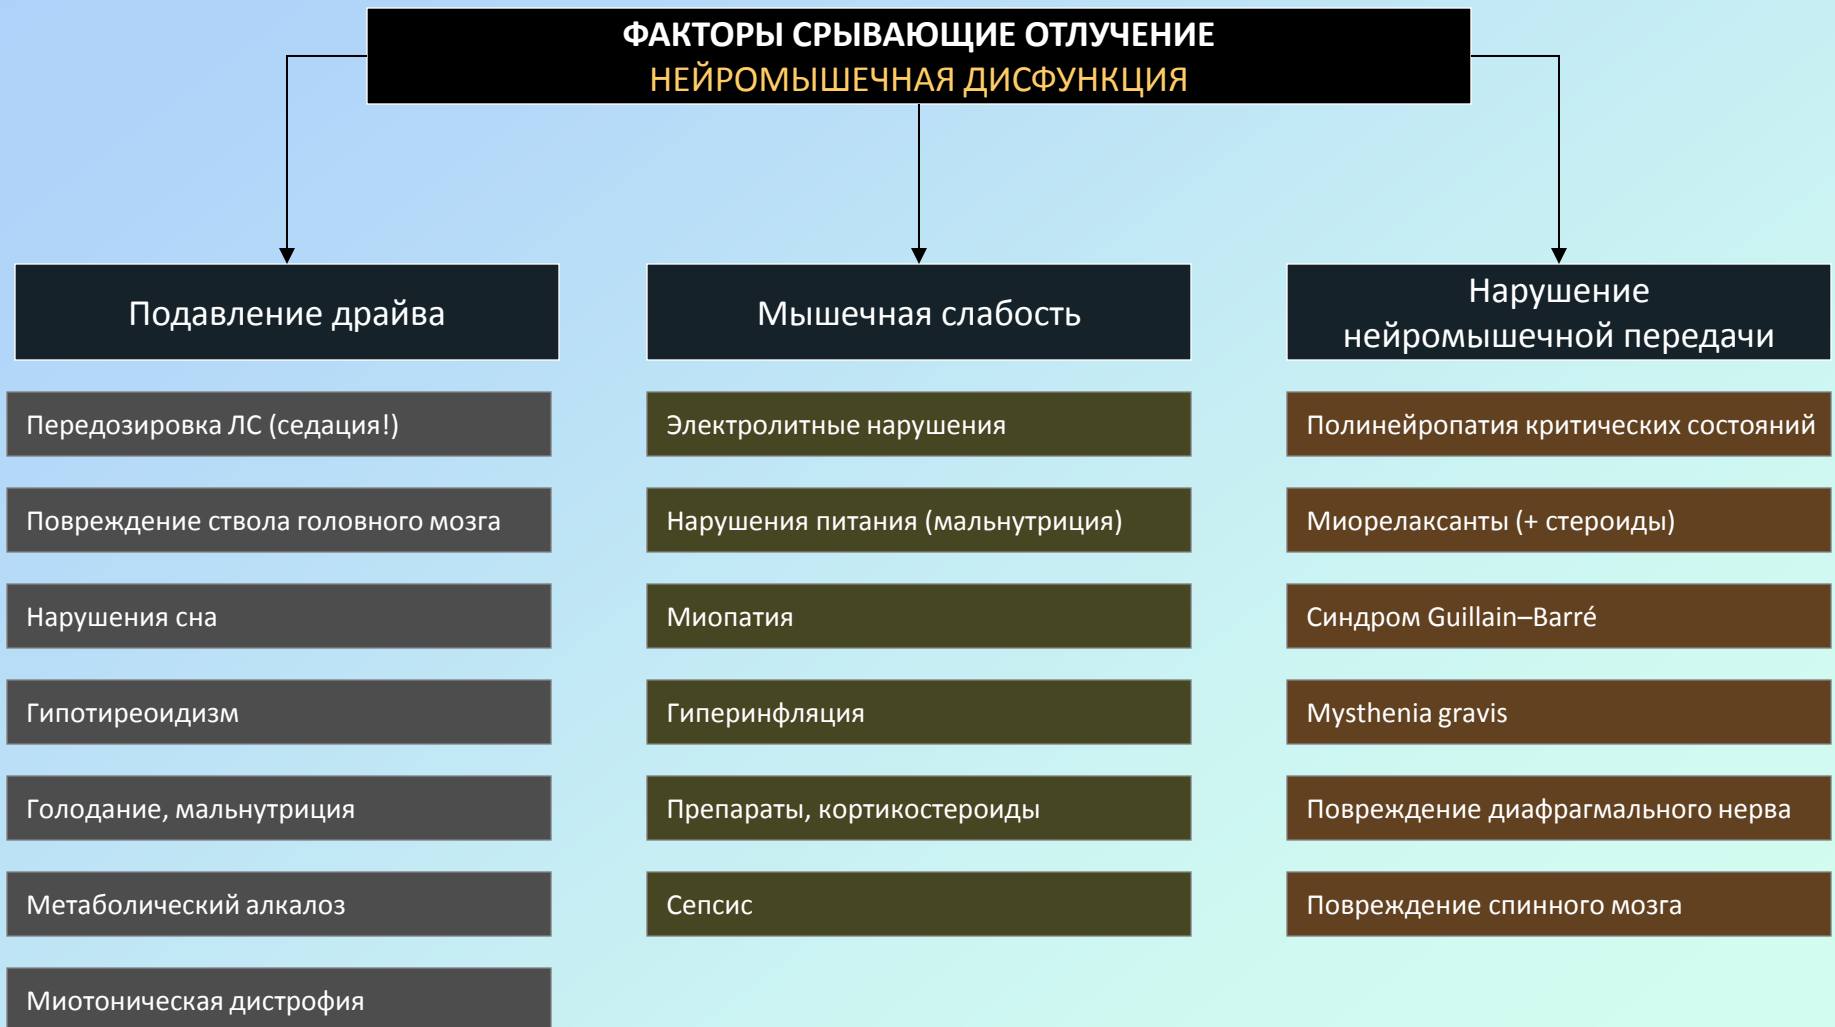 ФАКТОРЫ СРЫВАЮЩИЕ ОТЛУЧЕНИЕ
НЕЙРОМЫШЕЧНАЯ ДИСФУНКЦИЯ
Подавление драйва
Передозировка ЛС (седация!)
Повреждение ствола головного мозга
Нарушения сна
Гипотиреоидизм
Голодание, мальнутриция
Метаболический алкалоз
Миотоническая дистрофия
Мышечная слабость
Электролитные нарушения
Нарушения питания (мальнутриция)
Миопатия
Гиперинфляция
Препараты, кортикостероиды
Сепсис
Нарушение
нейромышечной передачи
Полинейропатия критических состояний
Миорелаксанты (+ стероиды)
Синдром Guillain–Barré
Mysthenia gravis
Повреждение диафрагмального нерва
Повреждение спинного мозга